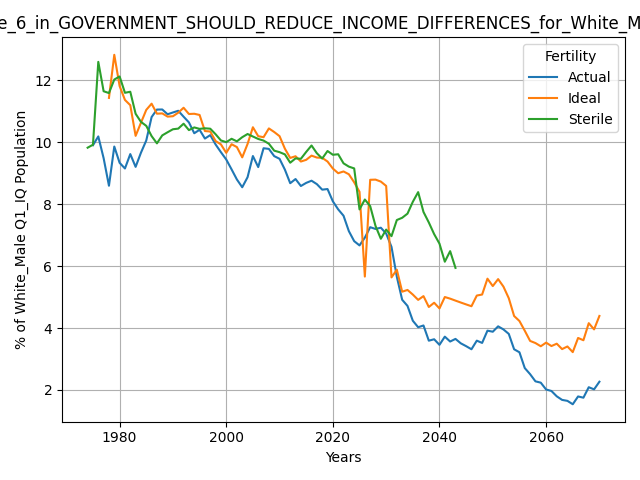 e_6_in_GOVERNMENT_SHOULD_REDUCE_INCOME_DIFFERENCES_for_White_M
Fertility
Actual
Ideal
Sterile
% of White_Male Q1_IQ Population
12
10
8
6
4
2
1980 2000 2020 2040 2060
Years